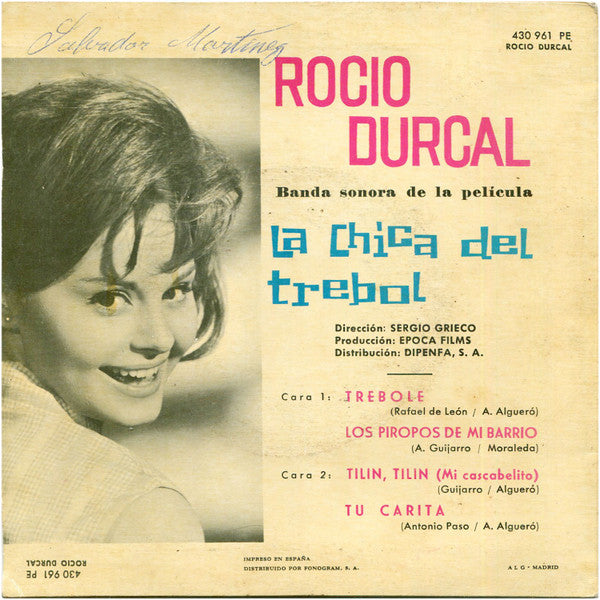 Salvador Martinez
430 961 PE
ROCIO DURCAL
ROCIO
DURCAL
Banda sonora de la película
La chica del
trebol
Dirección: SERGIO GRIECO
Producción: EPOCA FILMS
Distribución: DIPENFA, S. A.
Cara 1: TREBOLE
(Rafael de León / A. Algueró)
LOS PIROPOS DE MI BARRIO
(A. Guijarro / Moraleda)
Cara 2: TILIN, TILIN (Mi cascabelito)
(Guijarro / Algueró)
TU CARITA
(Antonio Paso / A. Algueró)
430 961 PE
ROCIO DURCAL
IMPRESO EN ESPAÑA
DISTRIBUIDO POR FONOGRAM, S. A.
A L G - MADRID